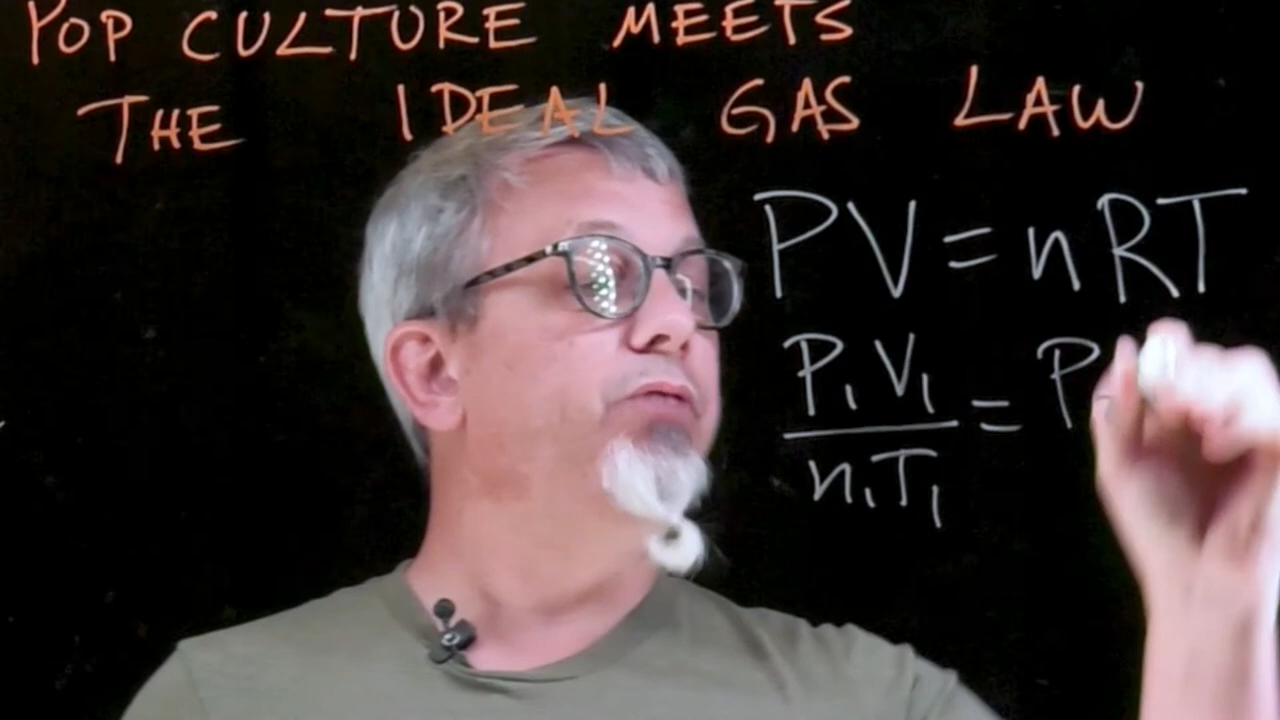 POP CULTURE MEETS
THE IDEAL GAS LAW
PV = nRT
P₁V₁ = P
n₁T₁